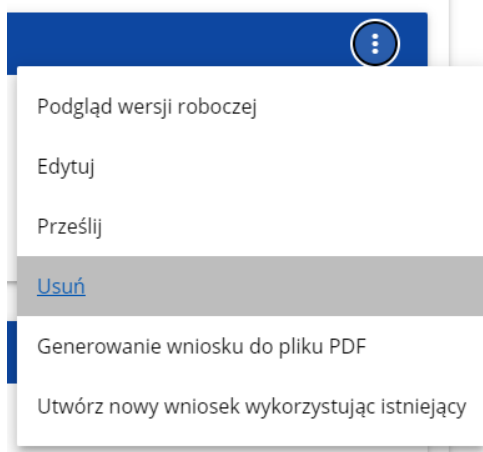 Podgląd wersji roboczej
Edytuj
Prześlij
Usuń
Generowanie wniosku do pliku PDF
Utwórz nowy wniosek wykorzystując istniejący